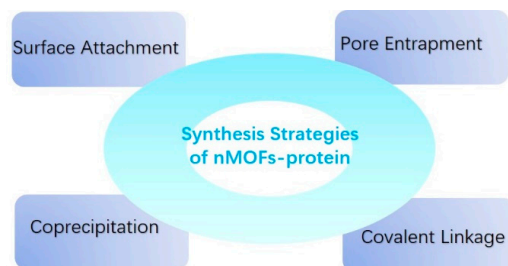 Surface Attachment
Pore Entrapment
Synthesis Strategies
of nMOFs-protein
Coprecipitation
Covalent Linkage